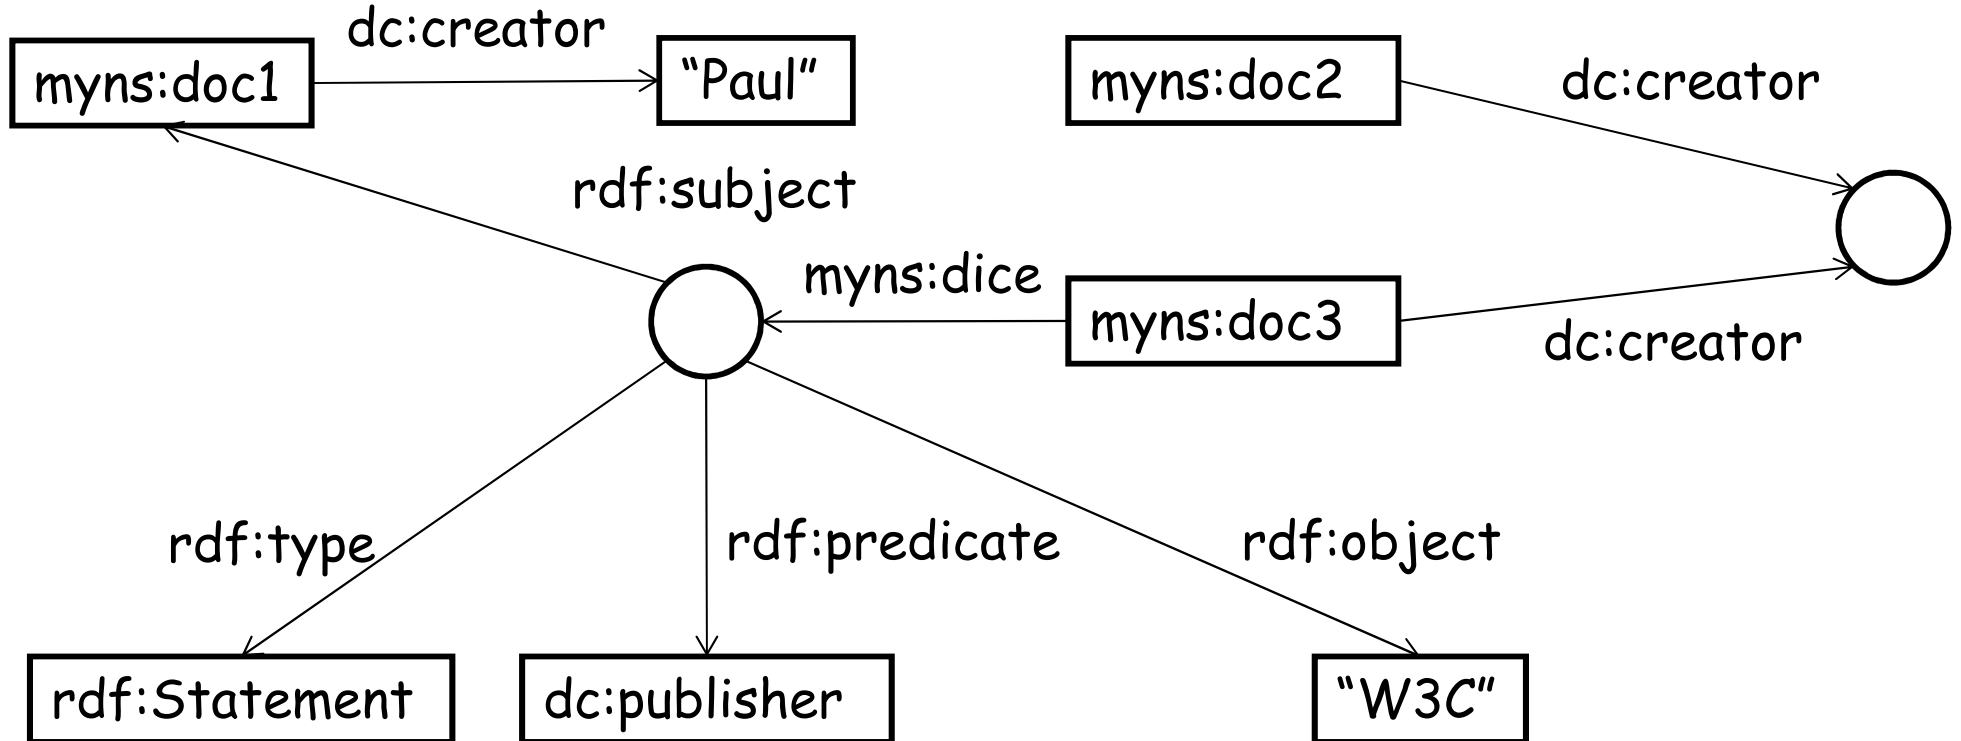 dc:creator
myns:doc1
“Paul”
myns:doc2
dc:creator
rdf:subject
myns:dice
myns:doc3
dc:creator
rdf:type
rdf:predicate
rdf:object
rdf:Statement
dc:publisher
“W3C”